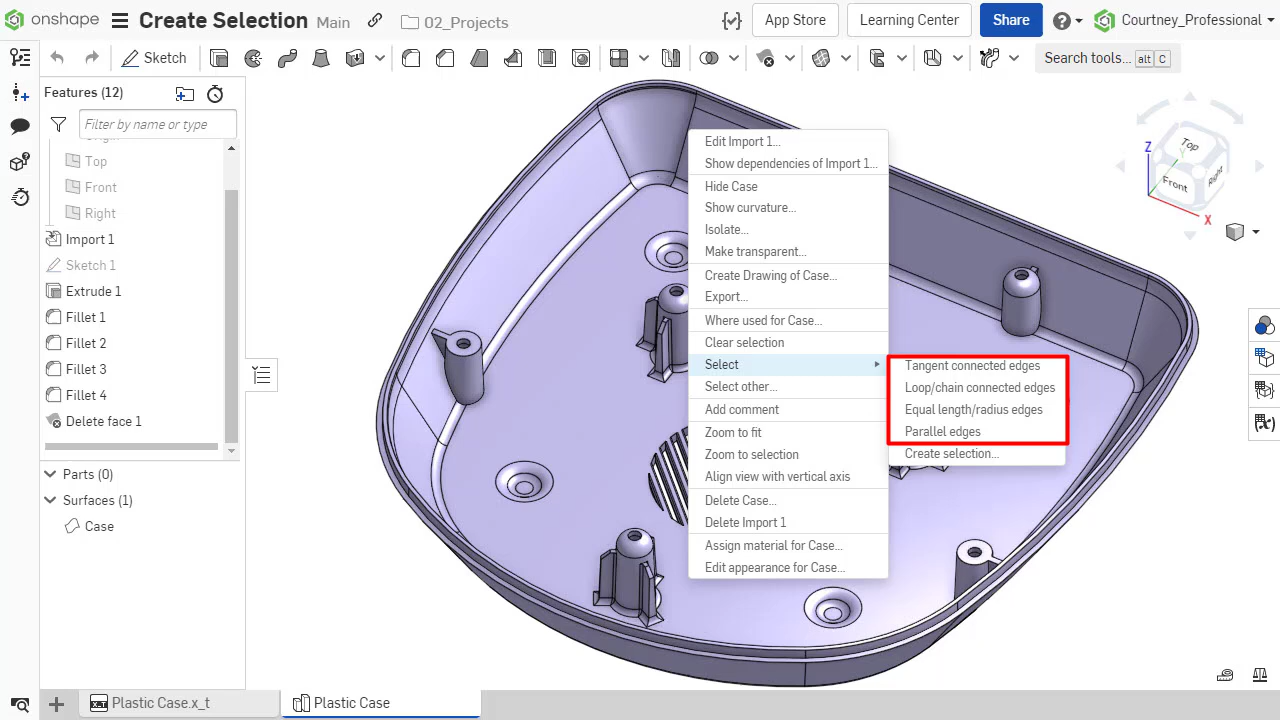 onshape Create Selection Main 02_Projects App Store Learning Center Share Courtney_Professional
Sketch Search tools... alt C
Features (12)
Filter by name or type
Top
Front
Right
Import 1
Sketch 1
Extrude 1
Fillet 1
Fillet 2
Fillet 3
Fillet 4
Delete face 1
Parts (0)
Surfaces (1)
Case
Edit Import 1...
Show dependencies of Import 1...
Hide Case
Show curvature...
Isolate...
Make transparent...
Create Drawing of Case...
Export...
Where used for Case...
Clear selection
Select
Select other...
Add comment
Zoom to fit
Zoom to selection
Align view with vertical axis
Delete Case...
Delete Import 1
Assign material for Case...
Edit appearance for Case...
Tangent connected edges
Loop/chain connected edges
Equal length/radius edges
Parallel edges
Create selection...
Z
Top
Y
Front
Right
X
Plastic Case.x_t
Plastic Case